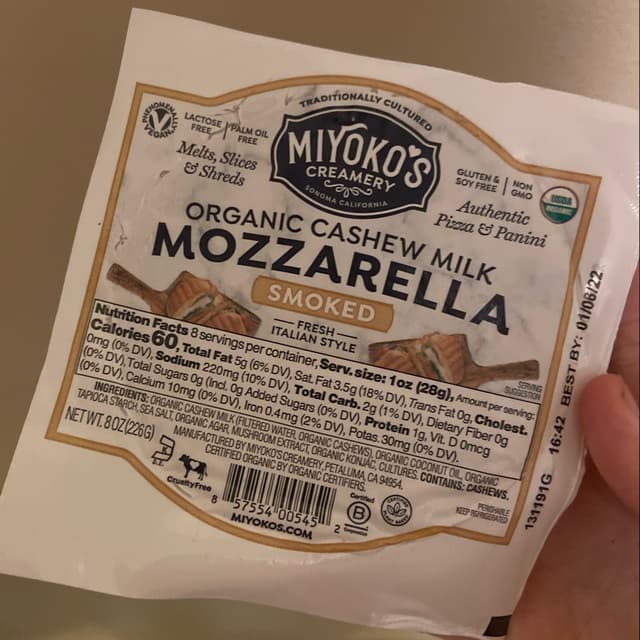 TRADITIONALLY CULTURED
PHENOMENALLY VEGAN
LACTOSE FREE
PALM OIL FREE
Melts, Slices
& Shreds
MIYOKO'S
CREAMERY
SONOMA CALIFORNIA
GLUTEN & SOY FREE
NON GMO
USDA
ORGANIC
Authentic
Pizza & Panini
ORGANIC CASHEW MILK
MOZZARELLA
SMOKED
FRESH
ITALIAN STYLE
SERVING SUGGESTION
Nutrition Facts 8 servings per container, Serv. size: 1oz (28g), Amount per serving:
Calories 60, Total Fat 5g (6% DV), Sat. Fat 3.5g (18% DV), Trans Fat 0g, Cholest.
0mg (0% DV), Sodium 220mg (10% DV), Total Carb. 2g (1% DV), Dietary Fiber 0g
(0% DV), Total Sugars 0g (Incl. 0g Added Sugars (0% DV), Protein 1g, Vit. D 0mcg
(0% DV), Calcium 10mg (0% DV), Iron 0.4mg (2% DV), Potas. 30mg (0% DV).
INGREDIENTS: ORGANIC CASHEW MILK (FILTERED WATER, ORGANIC CASHEWS), ORGANIC COCONUT OIL, ORGANIC
TAPIOCA STARCH, SEA SALT, ORGANIC AGAR, MUSHROOM EXTRACT, ORGANIC KONJAC, CULTURES. CONTAINS: CASHEWS.
MANUFACTURED BY MIYOKO'S CREAMERY, PETALUMA, CA 94954.
CERTIFIED ORGANIC BY ORGANIC CERTIFIERS.
NET WT. 8 OZ (226G)
Cruelty Free
8 57554 00545 2
MIYOKOS.COM
Certified
B
Corporation
PERISHABLE
KEEP REFRIGERATED
131191G 16:42 BEST BY: 01/06/22